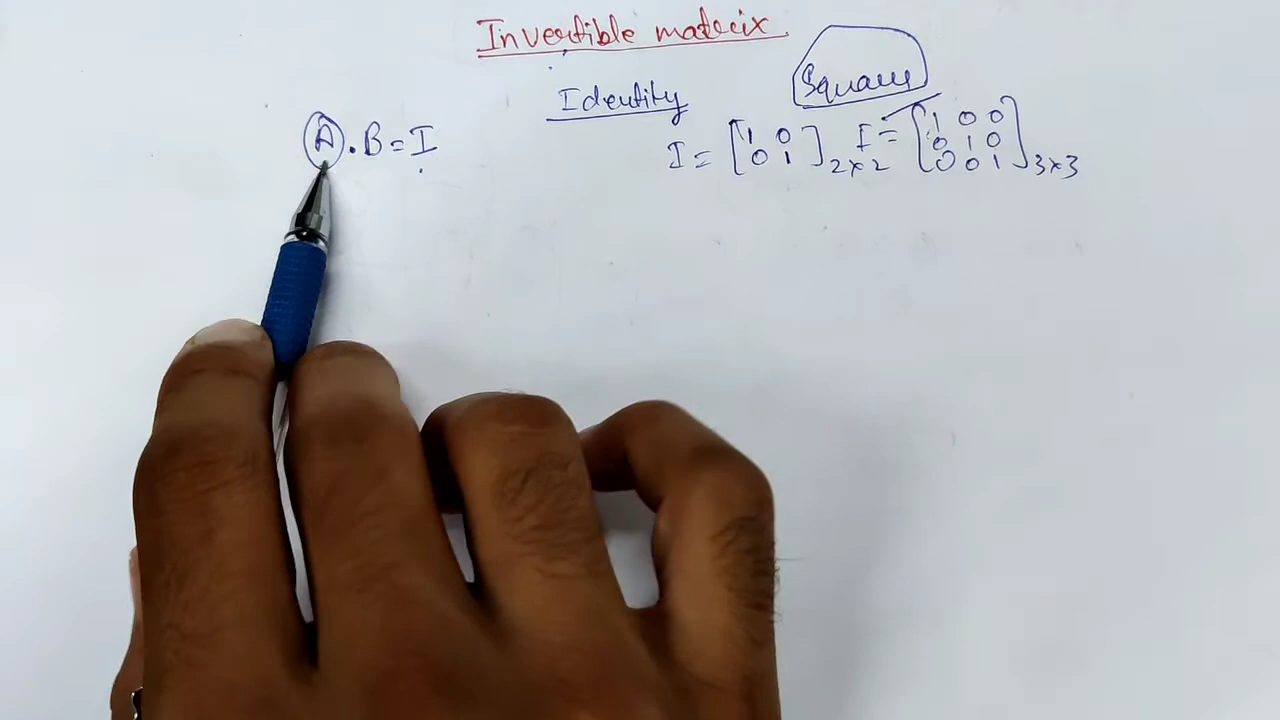 Invertible matrix
Identity
Square
A . B = I
I = [1 0
0 1]2×2
I = [1 0 0
0 1 0
0 0 1]3×3